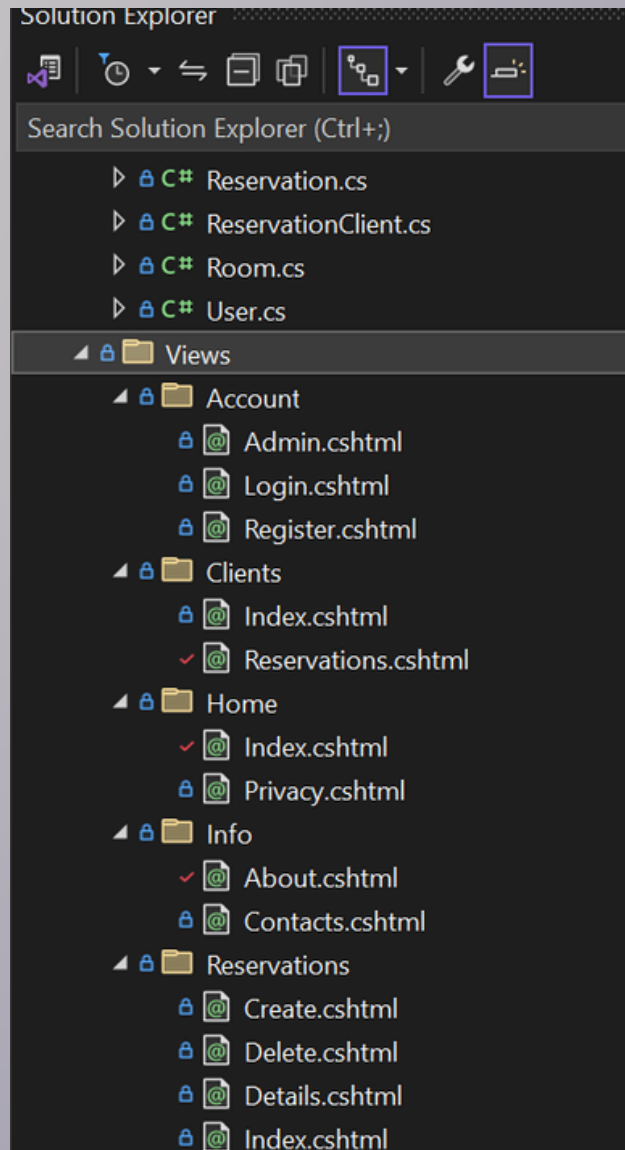 Solution Explorer
Search Solution Explorer (Ctrl+;)
C# Reservation.cs
C# ReservationClient.cs
C# Room.cs
C# User.cs
Views
Account
@ Admin.cshtml
@ Login.cshtml
@ Register.cshtml
Clients
@ Index.cshtml
@ Reservations.cshtml
Home
@ Index.cshtml
@ Privacy.cshtml
Info
@ About.cshtml
@ Contacts.cshtml
Reservations
@ Create.cshtml
@ Delete.cshtml
@ Details.cshtml
@ Index.cshtml